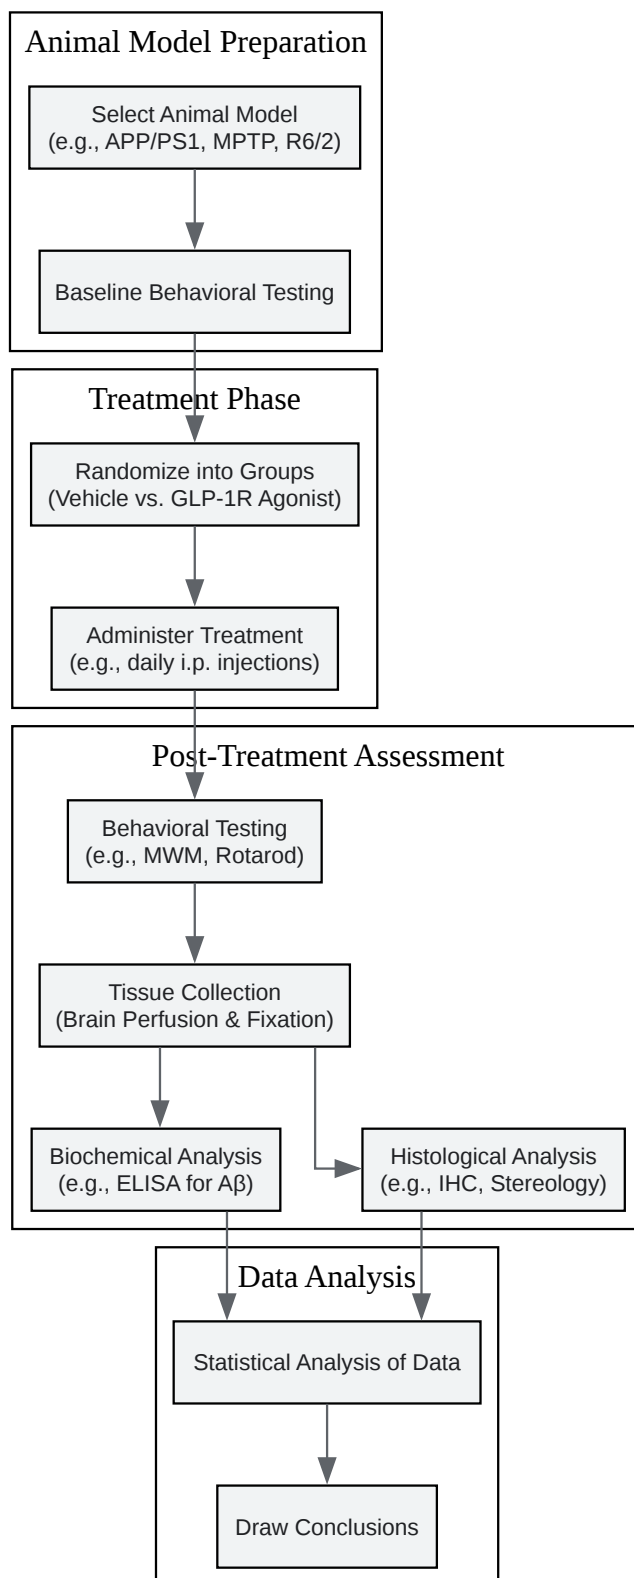 Animal Model Preparation
Select Animal Model
(e.g., APP/PS1, MPTP, R6/2)
Baseline Behavioral Testing
Treatment Phase
Randomize into Groups
(Vehicle vs. GLP-1R Agonist)
Administer Treatment
(e.g., daily i.p. injections)
Post-Treatment Assessment
Behavioral Testing
(e.g., MWM, Rotarod)
Tissue Collection
(Brain Perfusion & Fixation)
Biochemical Analysis
(e.g., ELISA for Aβ)
Histological Analysis
(e.g., IHC, Stereology)
Data Analysis
Statistical Analysis of Data
Draw Conclusions